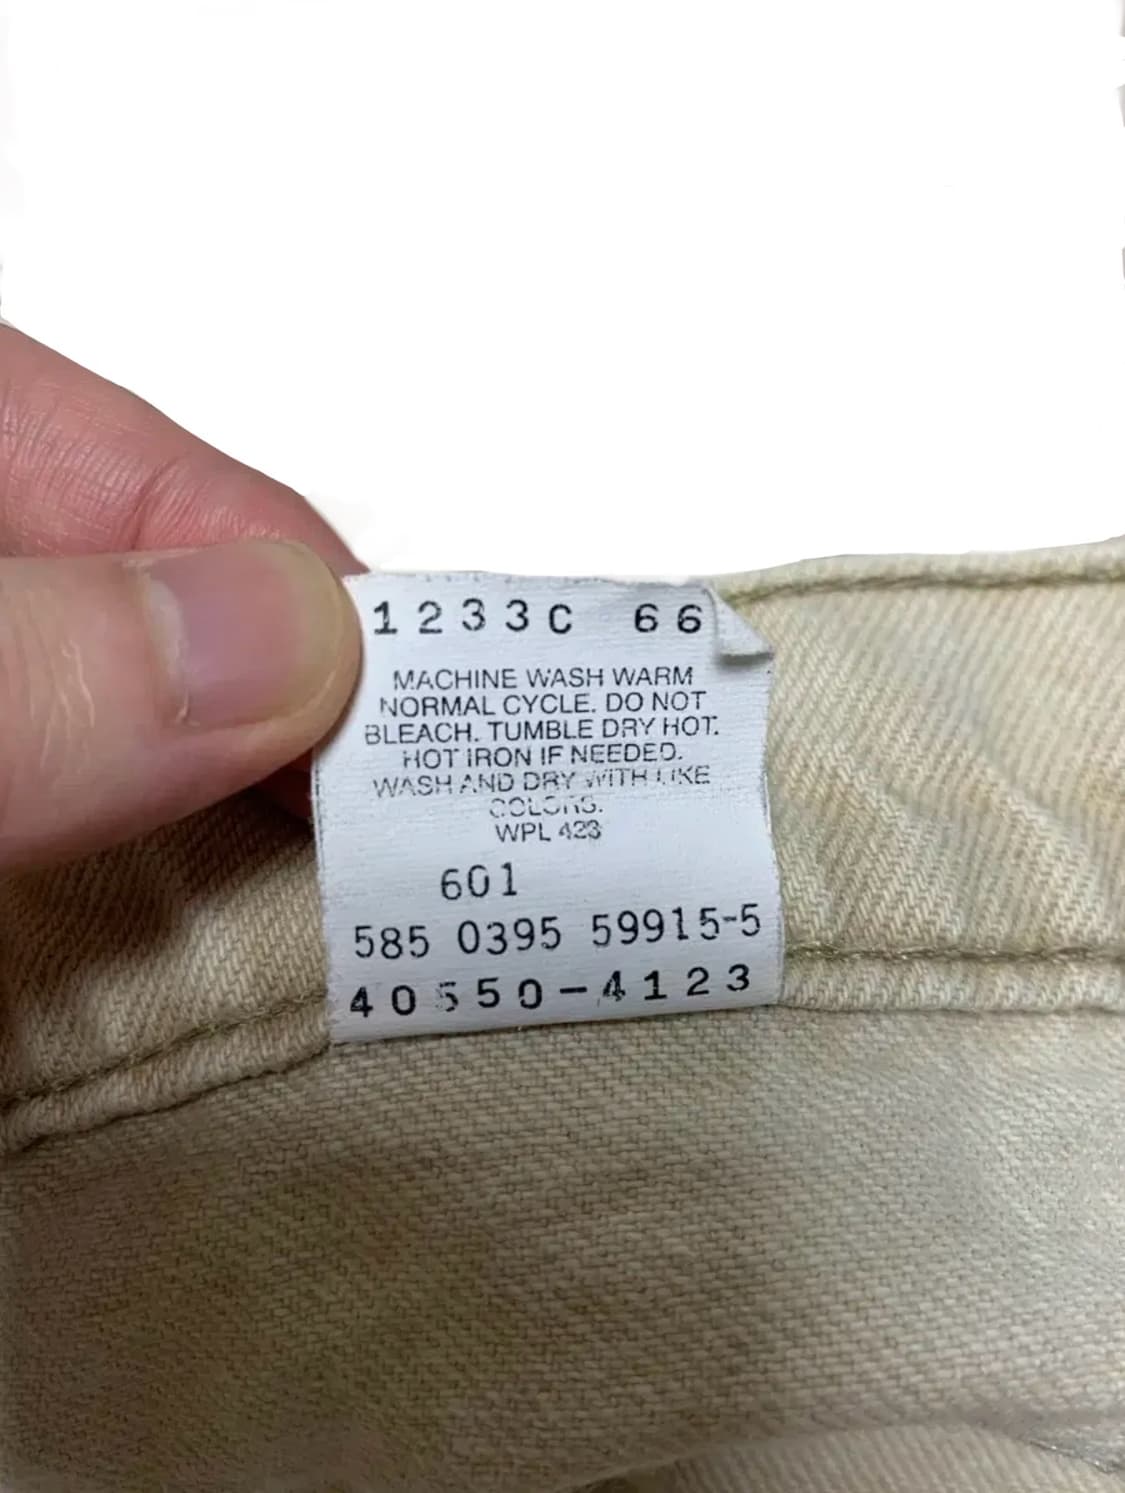 1233C 66
MACHINE WASH WARM
NORMAL CYCLE. DO NOT
BLEACH. TUMBLE DRY HOT.
HOT IRON IF NEEDED.
WASH AND DRY WITH LIKE
COLORS.
WPL 423
601
585 0395 59915-5
40550-4123